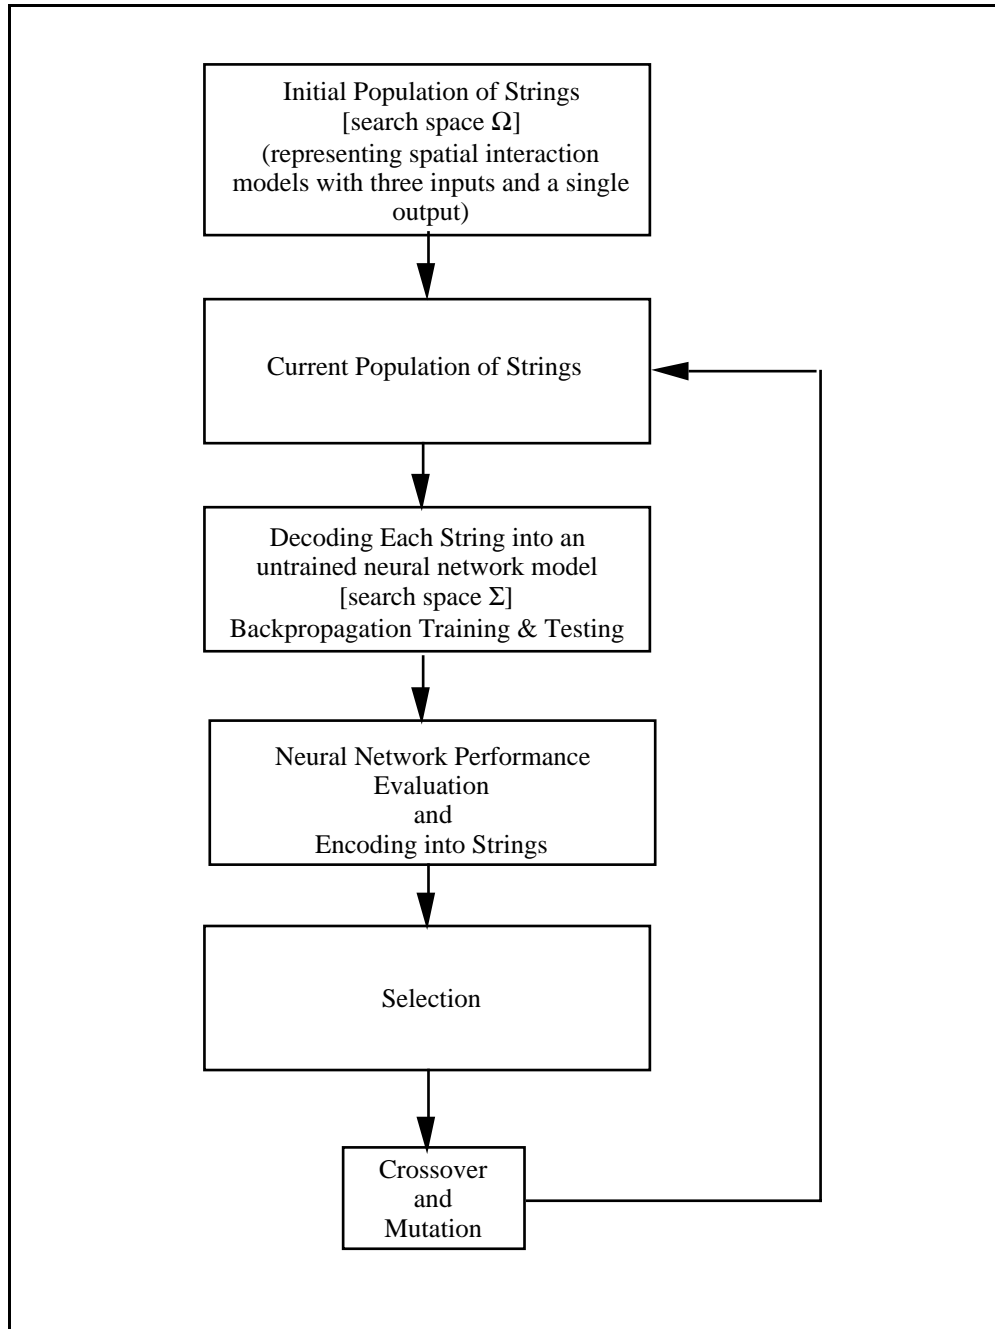 Initial Population of Strings
[search space Ω]
(representing spatial interaction
models with three inputs and a single
output)
Current Population of Strings
Decoding Each String into an
untrained neural network model
[search space Σ]
Backpropagation Training & Testing
Neural Network Performance
Evaluation
and
Encoding into Strings
Selection
Crossover
and
Mutation